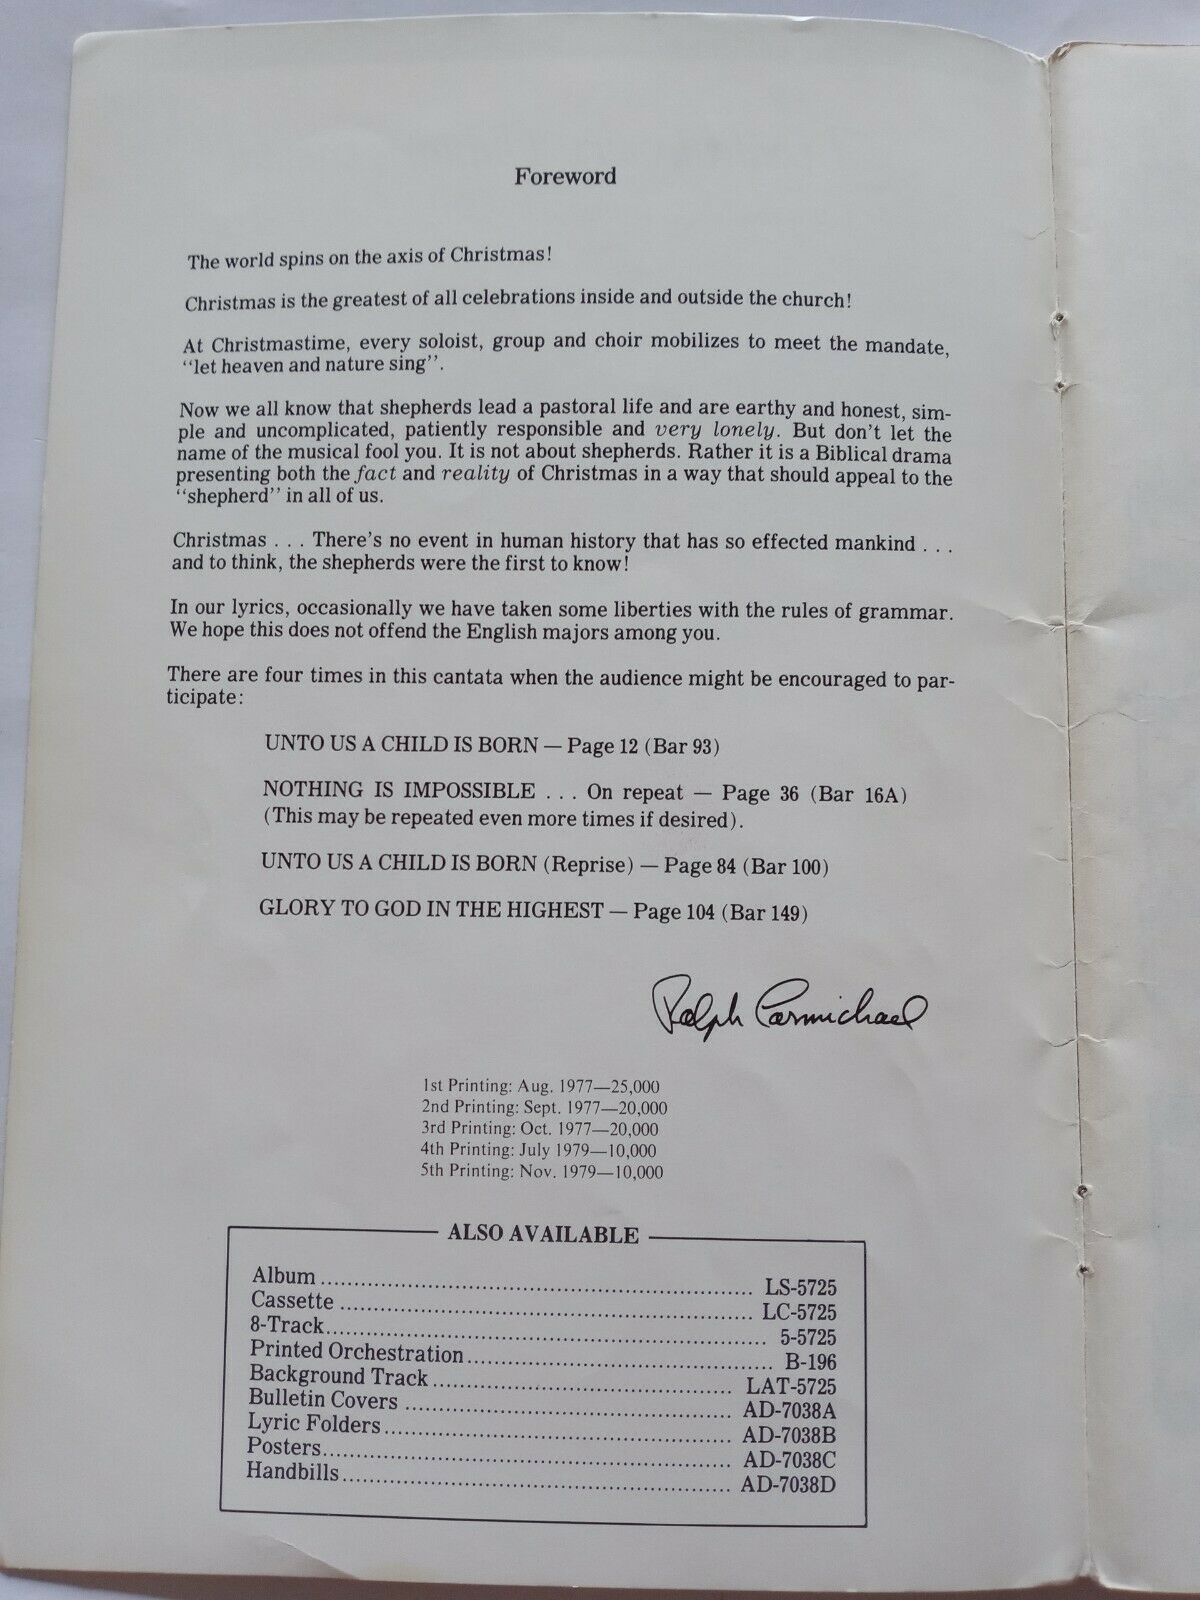 Foreword
The world spins on the axis of Christmas!
Christmas is the greatest of all celebrations inside and outside the church!
At Christmastime, every soloist, group and choir mobilizes to meet the mandate,
"let heaven and nature sing".
Now we all know that shepherds lead a pastoral life and are earthy and honest, sim-
ple and uncomplicated, patiently responsible and very lonely. But don't let the
name of the musical fool you. It is not about shepherds. Rather it is a Biblical drama
presenting both the fact and reality of Christmas in a way that should appeal to the
"shepherd" in all of us.
Christmas . . . There's no event in human history that has so effected mankind . . .
and to think, the shepherds were the first to know!
In our lyrics, occasionally we have taken some liberties with the rules of grammar.
We hope this does not offend the English majors among you.
There are four times in this cantata when the audience might be encouraged to par-
ticipate:
UNTO US A CHILD IS BORN — Page 12 (Bar 93)
NOTHING IS IMPOSSIBLE . . . On repeat — Page 36 (Bar 16A)
(This may be repeated even more times if desired).
UNTO US A CHILD IS BORN (Reprise) — Page 84 (Bar 100)
GLORY TO GOD IN THE HIGHEST — Page 104 (Bar 149)
Ralph Carmichael
1st Printing: Aug. 1977—25,000
2nd Printing: Sept. 1977—20,000
3rd Printing: Oct. 1977—20,000
4th Printing: July 1979—10,000
5th Printing: Nov. 1979—10,000
ALSO AVAILABLE
Album ........ LS-5725
Cassette ........ LC-5725
8-Track ........ 5-5725
Printed Orchestration ........ B-196
Background Track ........ LAT-5725
Bulletin Covers ........ AD-7038A
Lyric Folders ........ AD-7038B
Posters ........ AD-7038C
Handbills ........ AD-7038D